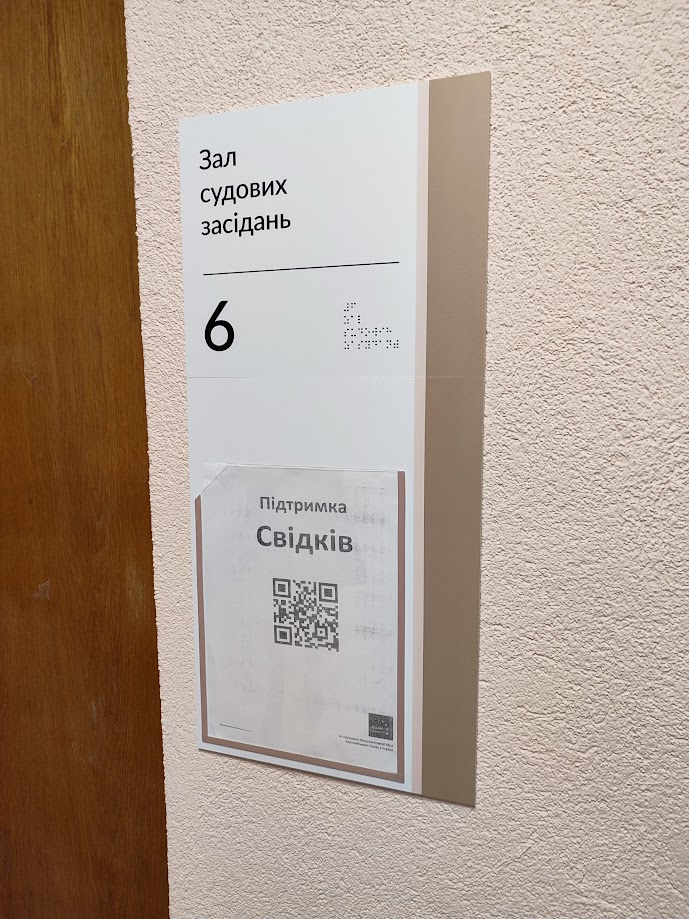 Зал
судових
засідань
6
Підтримка
Свідків